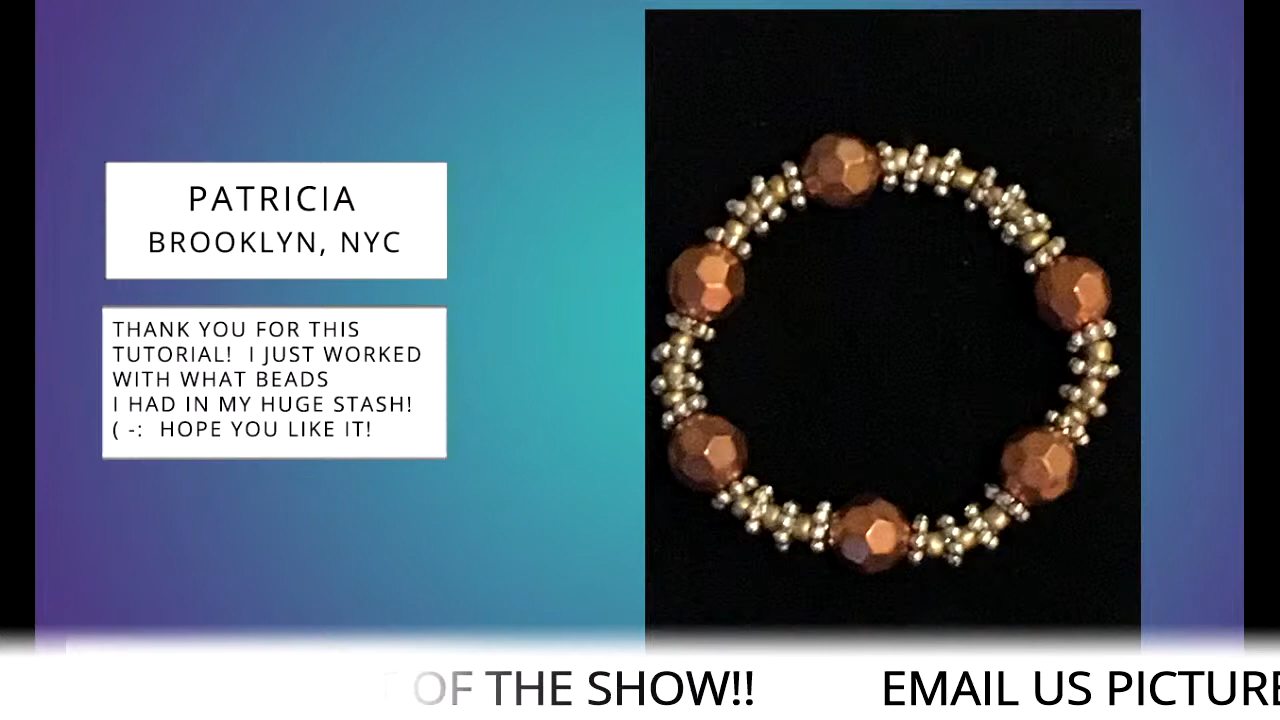 PATRICIA
BROOKLYN, NYC
THANK YOU FOR THIS
TUTORIAL!  I JUST WORKED
WITH WHAT BEADS
I HAD IN MY HUGE STASH!
( -:  HOPE YOU LIKE IT!
OF THE SHOW!! EMAIL US PICTURE